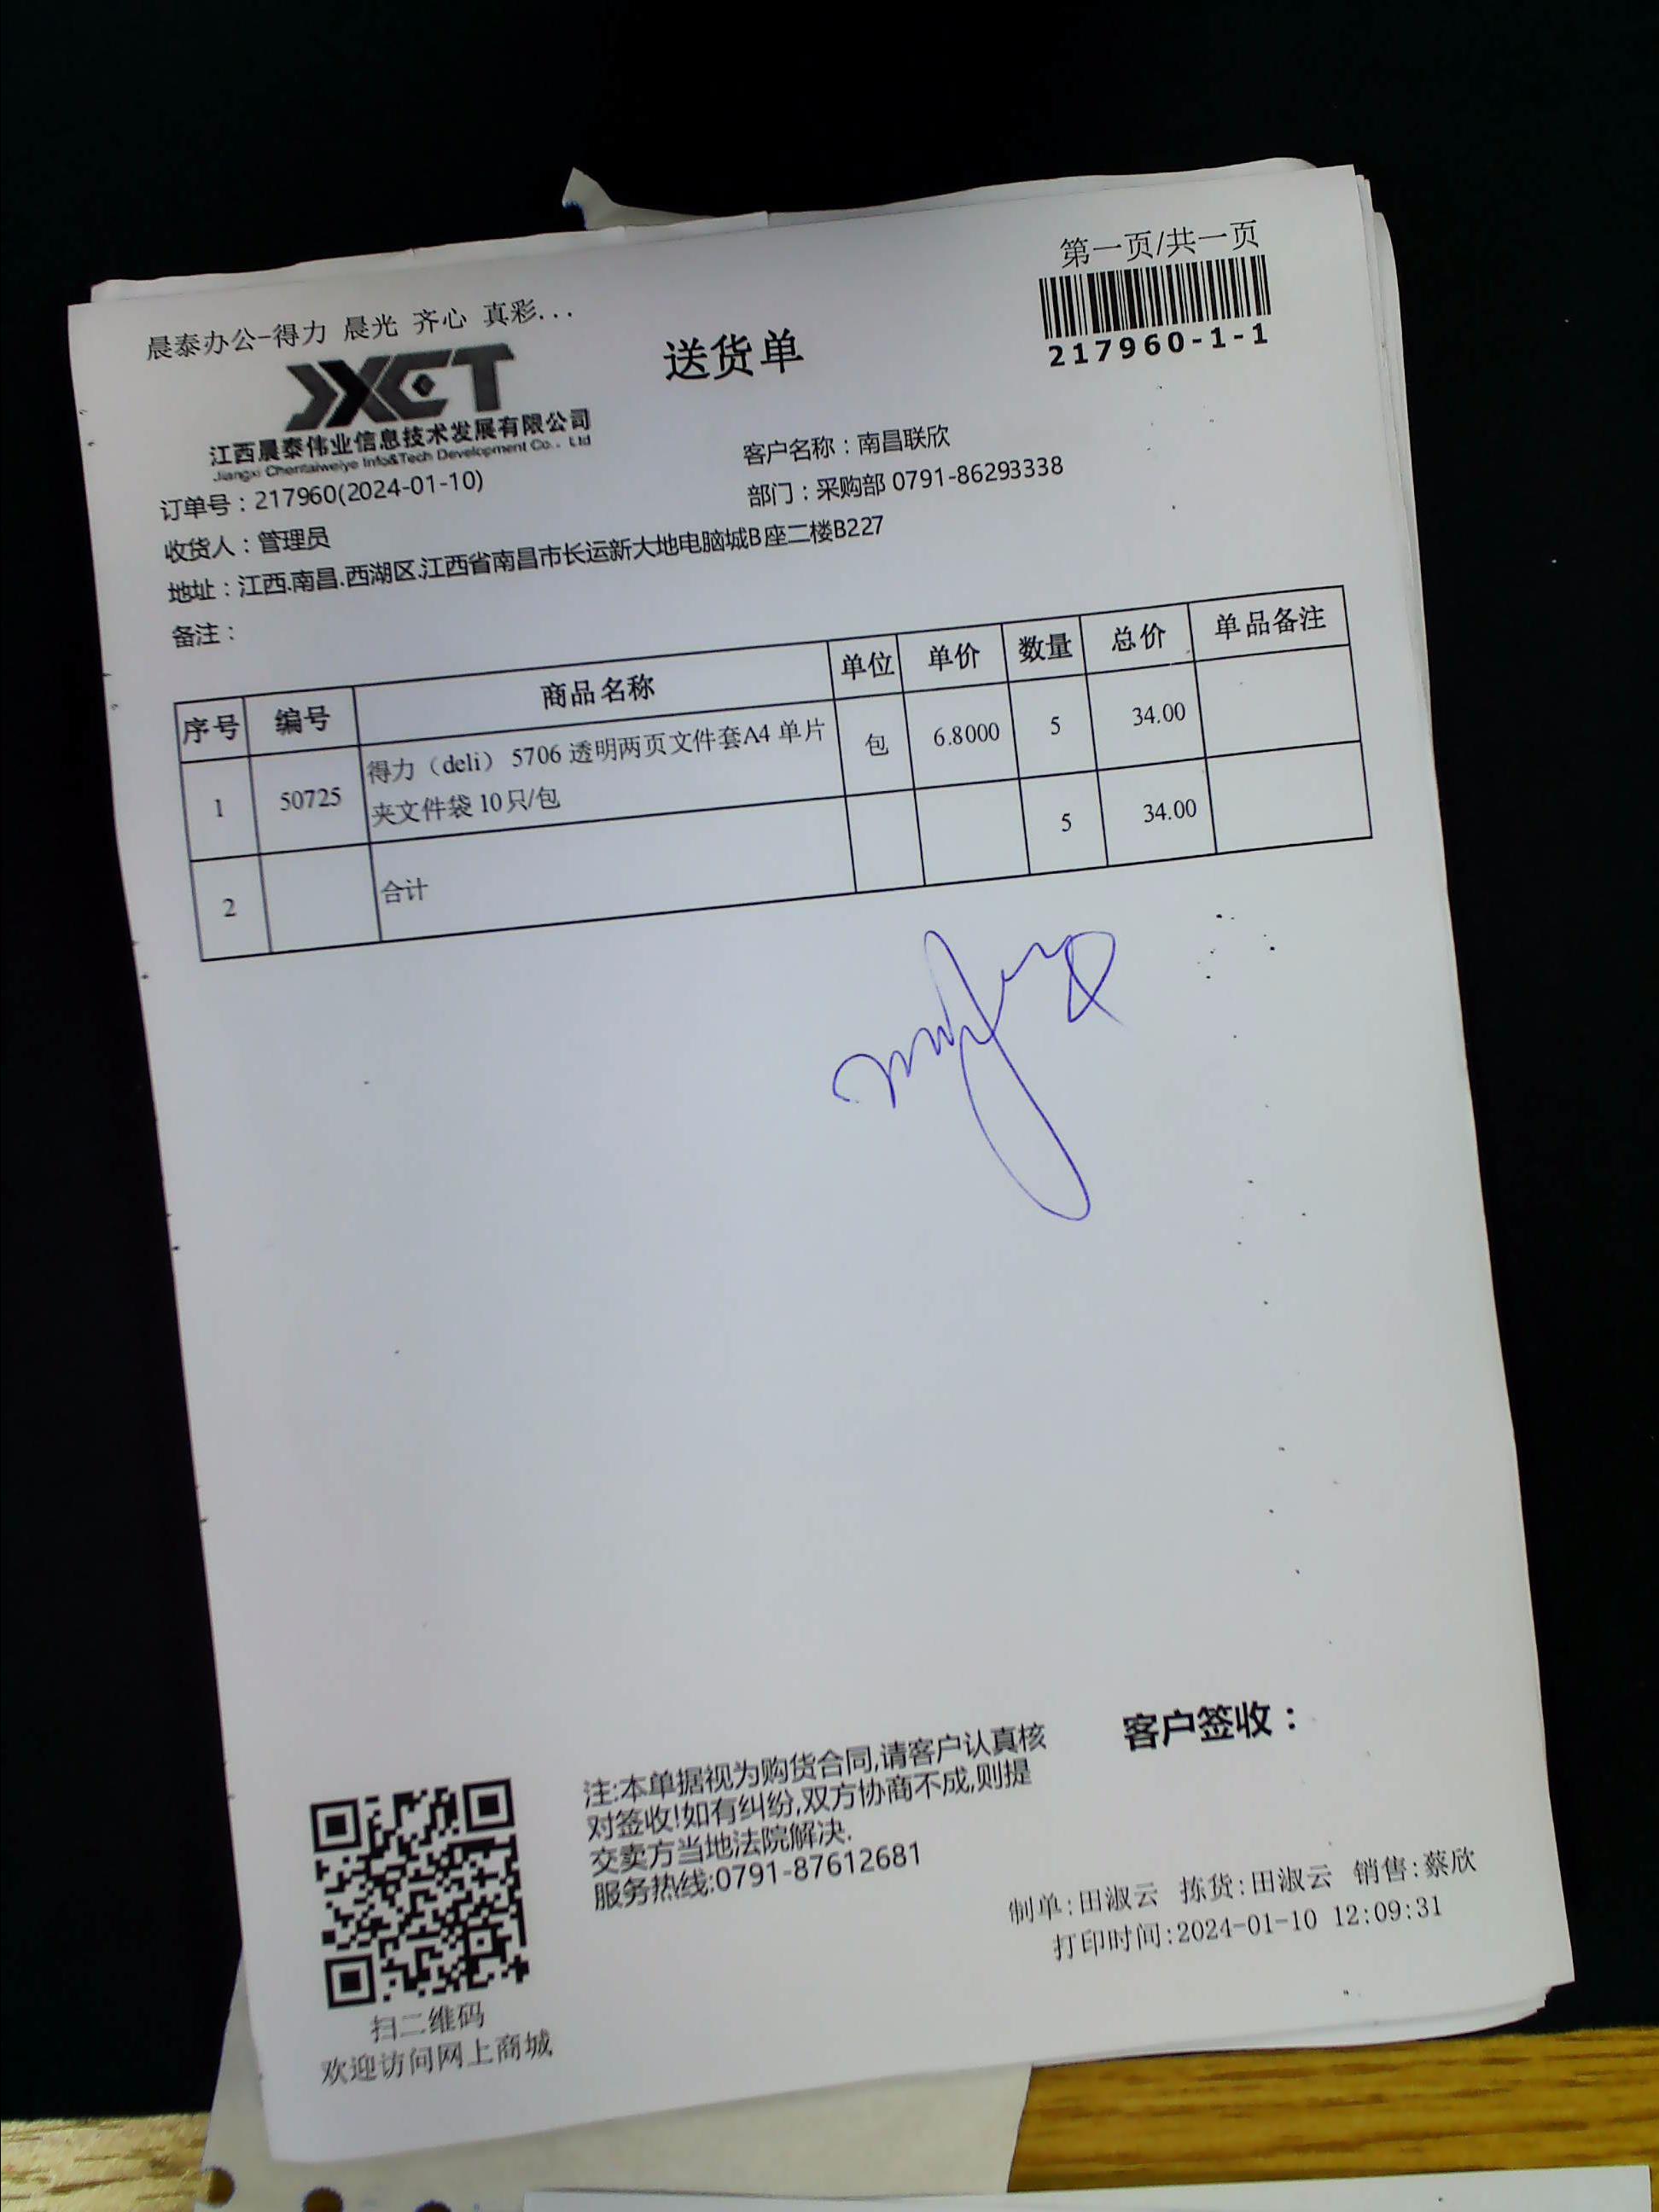 第一页/共一页
晨泰办公-得力 晨光 齐心 真彩...
217960-1-1
JXCT
送货单
江西晨泰伟业信息技术发展有限公司
Jiangxi Chentaiweiye Info&Tech Development Co., Ltd
客户名称：南昌联欣
订单号：217960(2024-01-10)
部门：采购部 0791-86293338
收货人：管理员
地址：江西.南昌.西湖区.江西省南昌市长运新大地电脑城B座二楼B227
备注：
序号 编号 商品名称 单位 单价 数量 总价 单品备注
1 50725 得力（deli） 5706 透明两页文件套A4 单片 包 6.8000 5 34.00
夹文件袋 10只/包
2 合计 5 34.00
客户签收：
注:本单据视为购货合同,请客户认真核
对签收!如有纠纷,双方协商不成,则提
交卖方当地法院解决.
服务热线:0791-87612681
制单:田淑云 拣货:田淑云 销售:蔡欣
打印时间:2024-01-10 12:09:31
扫二维码
欢迎访问网上商城